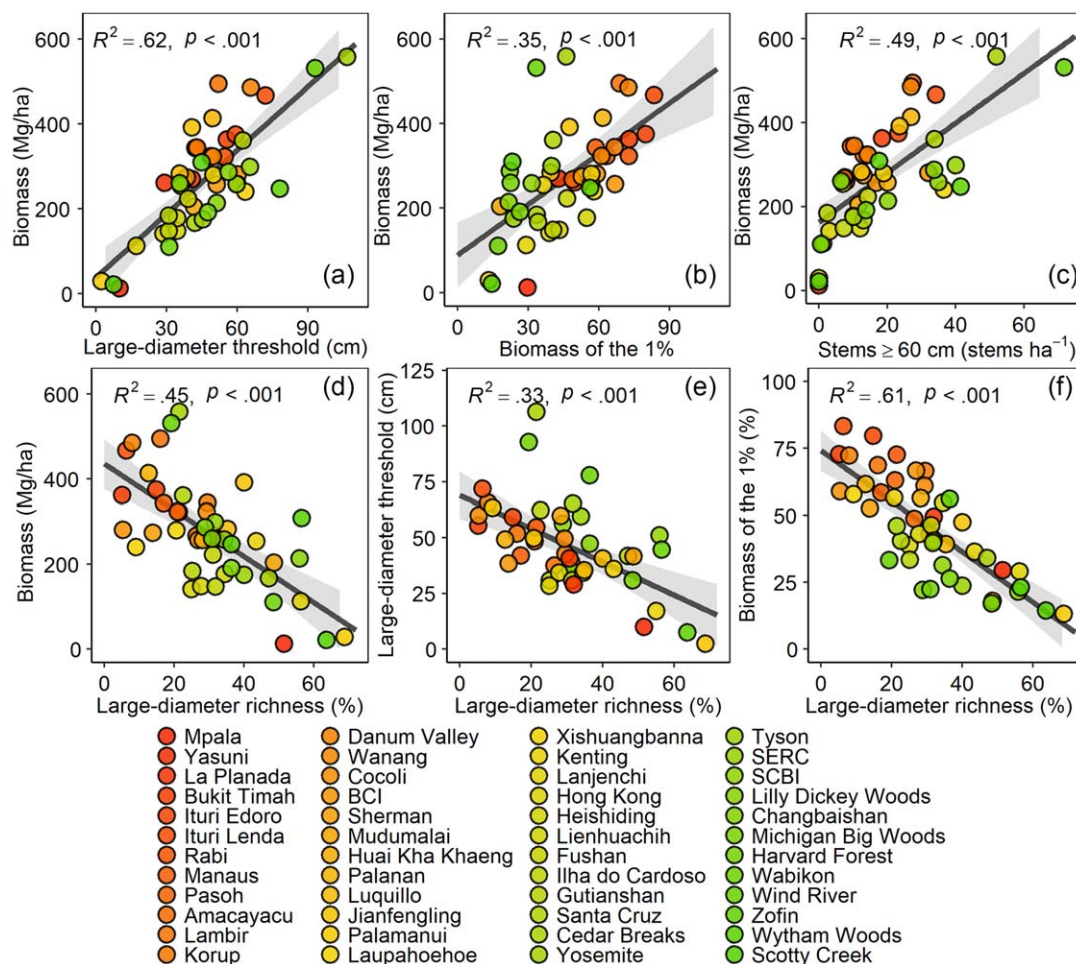 R² = .62, p < .001
R² = .35, p < .001
R² = .49, p < .001
Biomass (Mg/ha)
600
400
200
0
(a)
0 30 60 90
Large-diameter threshold (cm)
Biomass (Mg/ha)
600
400
200
0
(b)
0 30 60 90
Biomass of the 1%
Biomass (Mg/ha)
600
400
200
0
(c)
0 20 40 60
Stems ≥ 60 cm (stems ha⁻¹)
(d)
R² = .45, p < .001
Biomass (Mg/ha)
600
400
200
0
0 20 40 60
Large-diameter richness (%)
(e)
R² = .33, p < .001
Large-diameter threshold (cm)
125
100
75
50
25
0
0 20 40 60
Large-diameter richness (%)
(f)
R² = .61, p < .001
Biomass of the 1% (%)
100
75
50
25
0
0 20 40 60
Large-diameter richness (%)
Mpala
Yasuni
La Planada
Bukit Timah
Ituri Edoro
Ituri Lenda
Rabi
Manaus
Pasoh
Amacayacu
Lambir
Korup
Danum Valley
Wanang
Cocoli
BCI
Sherman
Mudumalai
Huai Kha Khaeng
Palanan
Luquillo
Jianfengling
Palamanui
Laupahoehoe
Xishuangbanna
Kenting
Lanjenchi
Hong Kong
Heishiding
Lienhuachih
Fushan
Ilha do Cardoso
Gutianshan
Santa Cruz
Cedar Breaks
Yosemite
Tyson
SERC
SCBI
Lilly Dickey Woods
Changbaishan
Michigan Big Woods
Harvard Forest
Wabikon
Wind River
Zofin
Wytham Woods
Scotty Creek